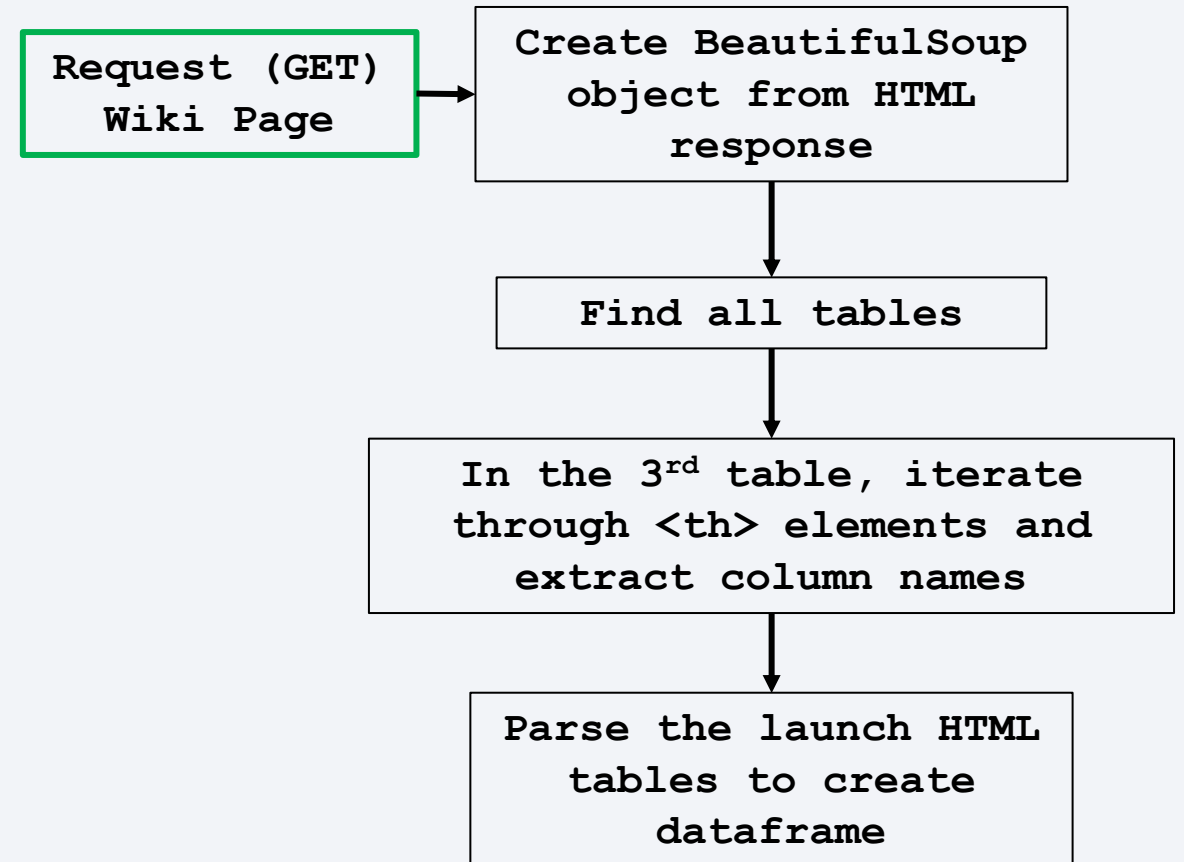 Request (GET)
Wiki Page
Create BeautifulSoup
object from HTML
response
Find all tables
In the 3rd table, iterate
through <th> elements and
extract column names
Parse the launch HTML
tables to create
dataframe